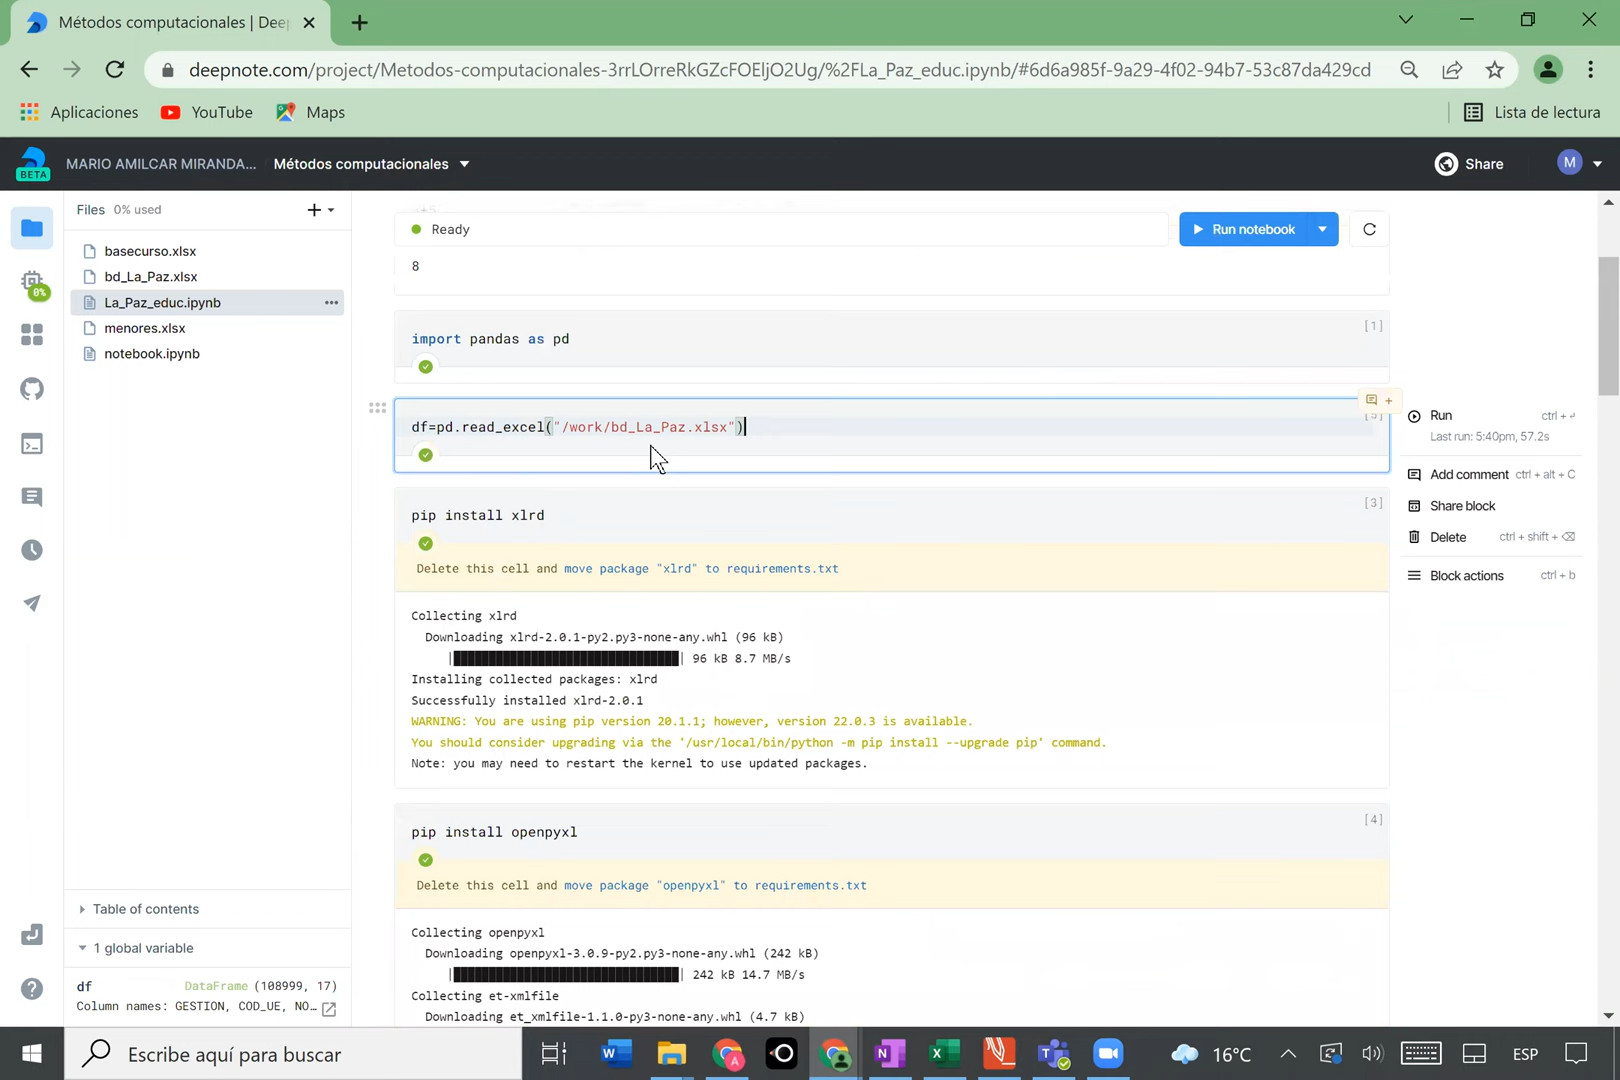 Métodos computacionales | Deep
deepnote.com/project/Metodos-computacionales-3rrLOrreRkGZcFOEljO2Ug/%2FLa_Paz_educ.ipynb/#6d6a985f-9a29-4f02-94b7-53c87da429cd
Aplicaciones YouTube Maps Lista de lectura
BETA MARIO AMILCAR MIRANDA... Métodos computacionales Share M
Files 0% used
basecurso.xlsx
bd_La_Paz.xlsx
La_Paz_educ.ipynb
menores.xlsx
notebook.ipynb
0%
Table of contents
1 global variable
df DataFrame (108999, 17)
Column names: GESTION, COD_UE, NO...
Ready Run notebook
8
import pandas as pd [1]
df=pd.read_excel("/work/bd_La_Paz.xlsx") [5]
pip install xlrd [3]
Delete this cell and move package "xlrd" to requirements.txt
Collecting xlrd
Downloading xlrd-2.0.1-py2.py3-none-any.whl (96 kB)
96 kB 8.7 MB/s
Installing collected packages: xlrd
Successfully installed xlrd-2.0.1
WARNING: You are using pip version 20.1.1; however, version 22.0.3 is available.
You should consider upgrading via the '/usr/local/bin/python -m pip install --upgrade pip' command.
Note: you may need to restart the kernel to use updated packages.
pip install openpyxl [4]
Delete this cell and move package "openpyxl" to requirements.txt
Collecting openpyxl
Downloading openpyxl-3.0.9-py2.py3-none-any.whl (242 kB)
242 kB 14.7 MB/s
Collecting et-xmlfile
Downloading et_xmlfile-1.1.0-py3-none-any.whl (4.7 kB)
Run ctrl + ↵
Last run: 5:40pm, 57.2s
Add comment ctrl + alt + C
Share block
Delete ctrl + shift + ⌫
Block actions ctrl + b
Escribe aquí para buscar
16°C
ESP